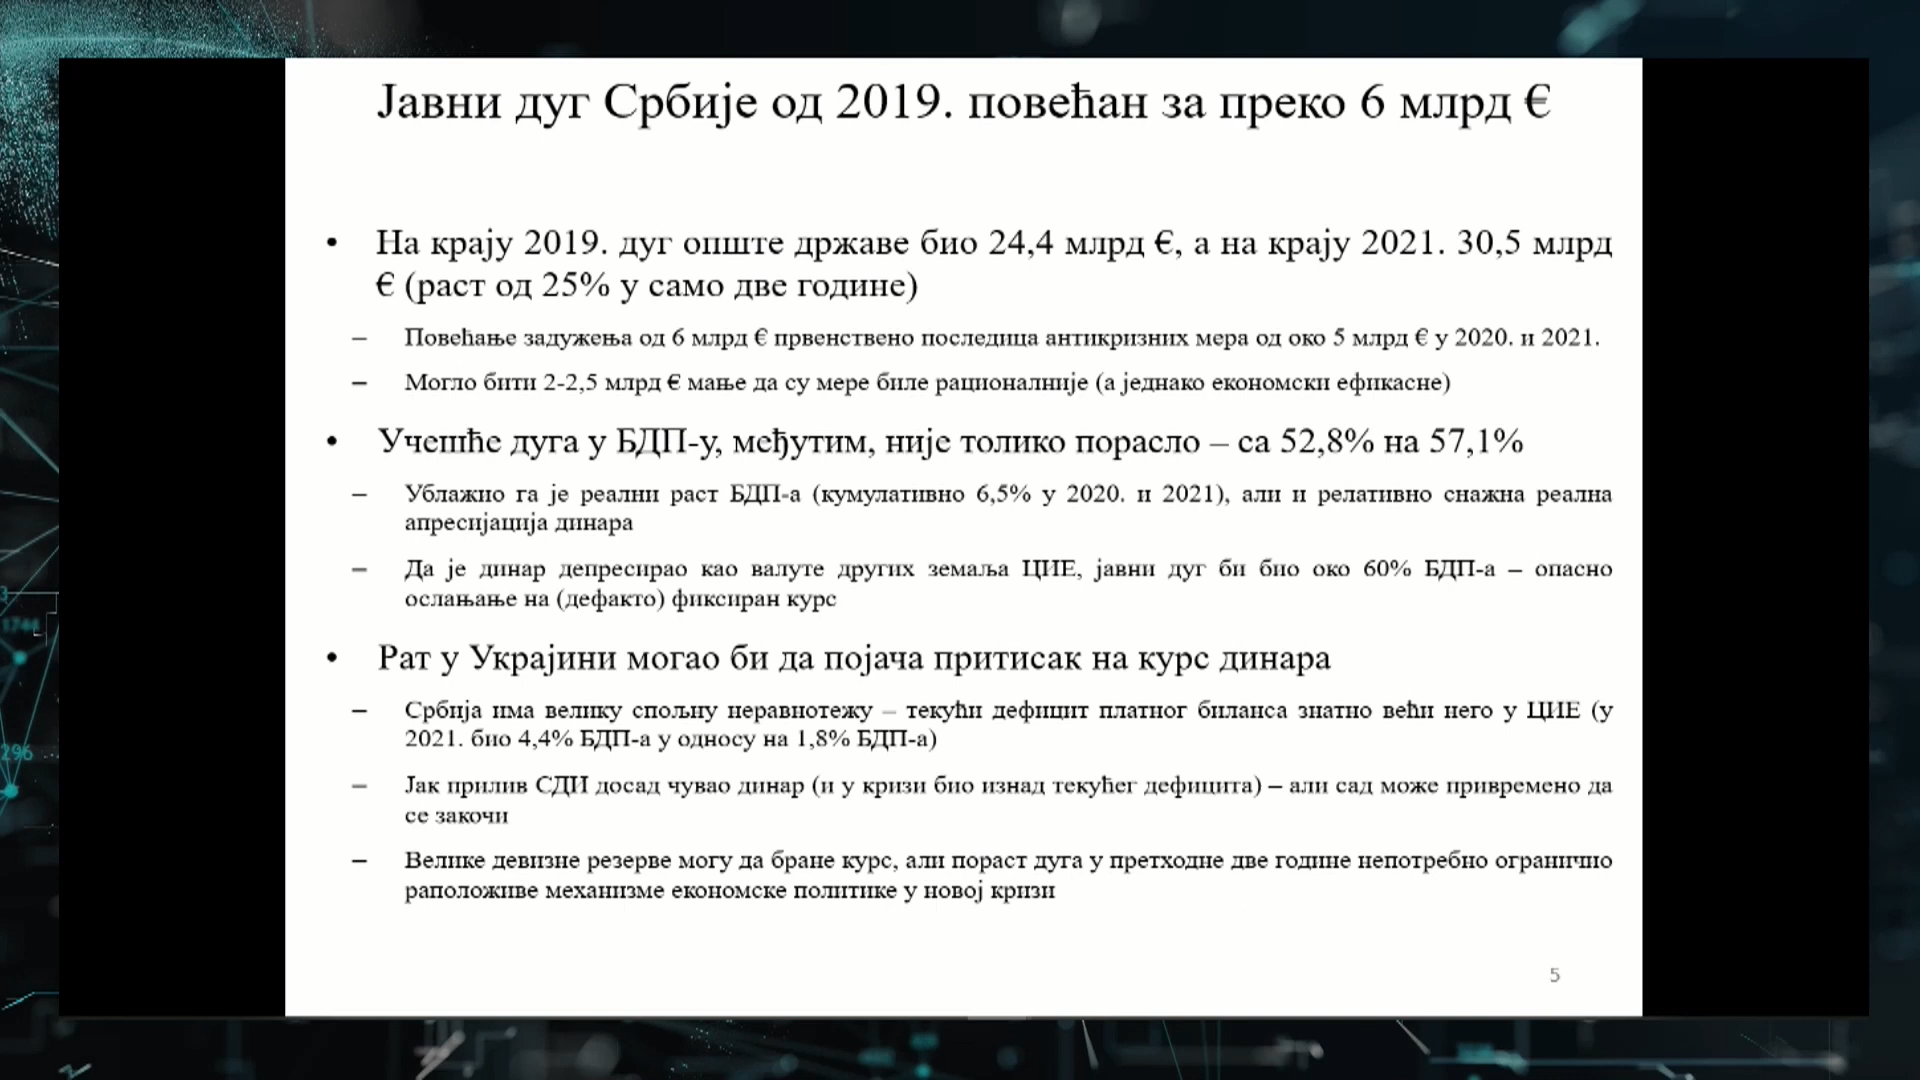 Јавни дуг Србије од 2019. повећан за преко 6 млрд €
• На крају 2019. дуг опште државе био 24,4 млрд €, а на крају 2021. 30,5 млрд
€ (раст од 25% у само две године)
– Повећање задужења од 6 млрд € првенствено последица антикризних мера од око 5 млрд € у 2020. и 2021.
– Могло бити 2-2,5 млрд € мање да су мере биле рационалније (а једнако економски ефикасне)
• Учешће дуга у БДП-у, међутим, није толико порасло – са 52,8% на 57,1%
– Ублажио га је реални раст БДП-а (кумулативно 6,5% у 2020. и 2021), али и релативно снажна реална
апресијација динара
– Да је динар депресирао као валуте других земаља ЦИЕ, јавни дуг би био око 60% БДП-а – опасно
ослањање на (дефакто) фиксиран курс
• Рат у Украјини могао би да појача притисак на курс динара
– Србија има велику спољну неравнотежу – текући дефицит платног биланса знатно већи него у ЦИЕ (у
2021. био 4,4% БДП-а у односу на 1,8% БДП-а)
– Јак прилив СДИ досад чувао динар (и у кризи био изнад текућег дефицита) – али сад може привремено да
се закочи
– Велике девизне резерве могу да бране курс, али пораст дуга у претходне две године непотребно ограничио
раположиве механизме економске политике у новој кризи
5
1744
296